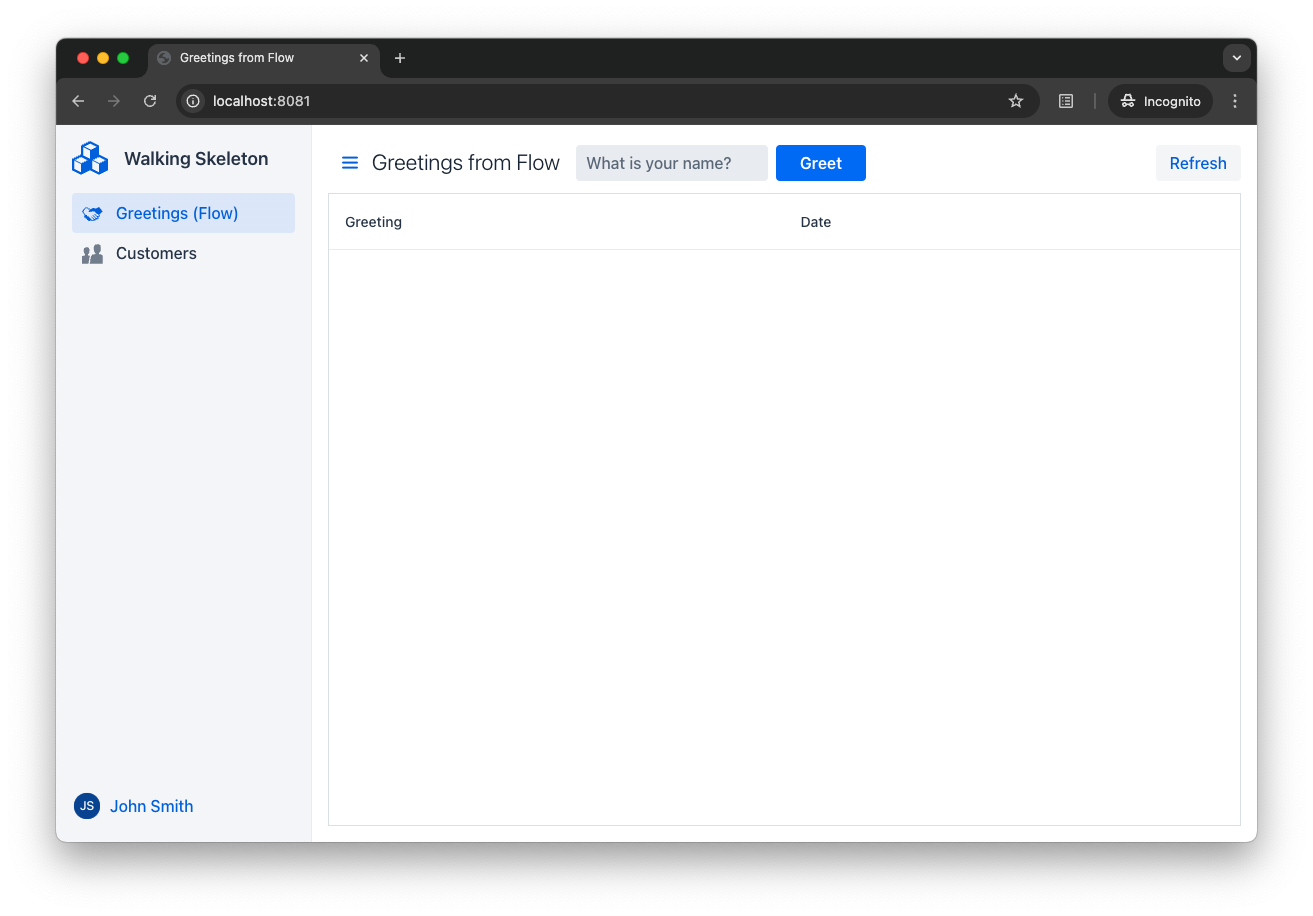 Greetings from Flow
localhost:8081
Incognito
Walking Skeleton
Greetings (Flow)
Customers
JS John Smith
Greetings from Flow What is your name? Greet Refresh
Greeting Date